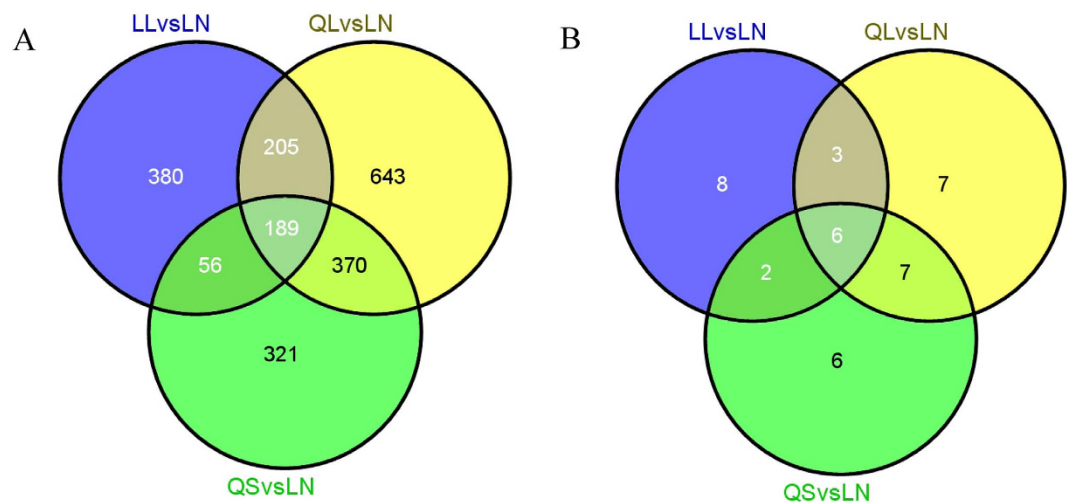 A
LLvsLN QLvsLN
380 205 643
189
56 370
321
QSvsLN
B
LLvsLN QLvsLN
8 3 7
6
2 7
6
QSvsLN